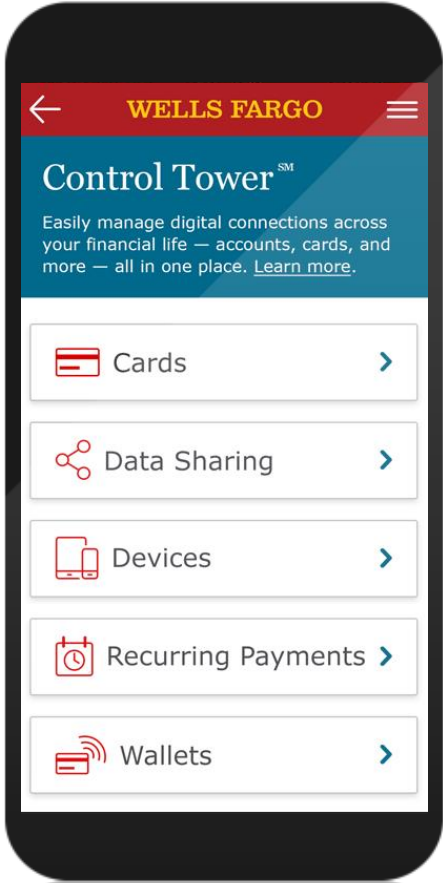 WELLS FARGO
Control Tower℠
Easily manage digital connections across
your financial life — accounts, cards, and
more — all in one place. Learn more.
Cards
Data Sharing
Devices
Recurring Payments
Wallets